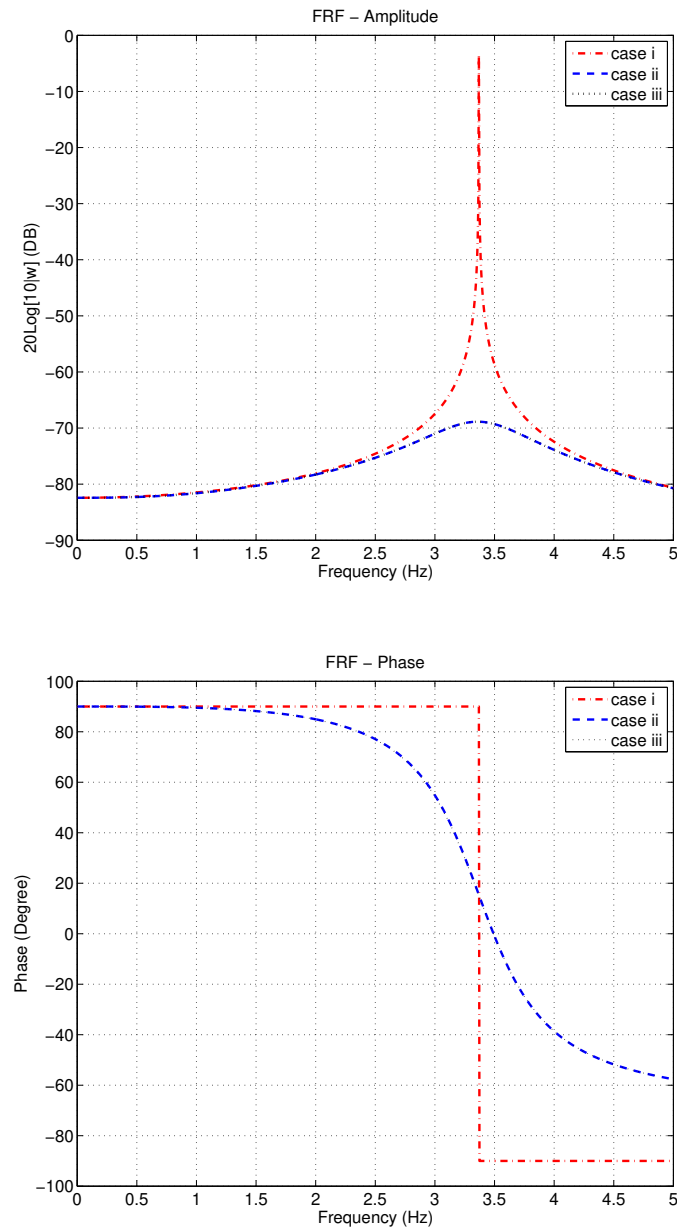 FRF − Amplitude
20Log[10|w] (DB)
0
−10
−20
−30
−40
−50
−60
−70
−80
−90
case i
case ii
case iii
0 0.5 1 1.5 2 2.5 3 3.5 4 4.5 5
Frequency (Hz)
FRF − Phase
Phase (Degree)
100
80
60
40
20
0
−20
−40
−60
−80
−100
case i
case ii
case iii
0 0.5 1 1.5 2 2.5 3 3.5 4 4.5 5
Frequency (Hz)